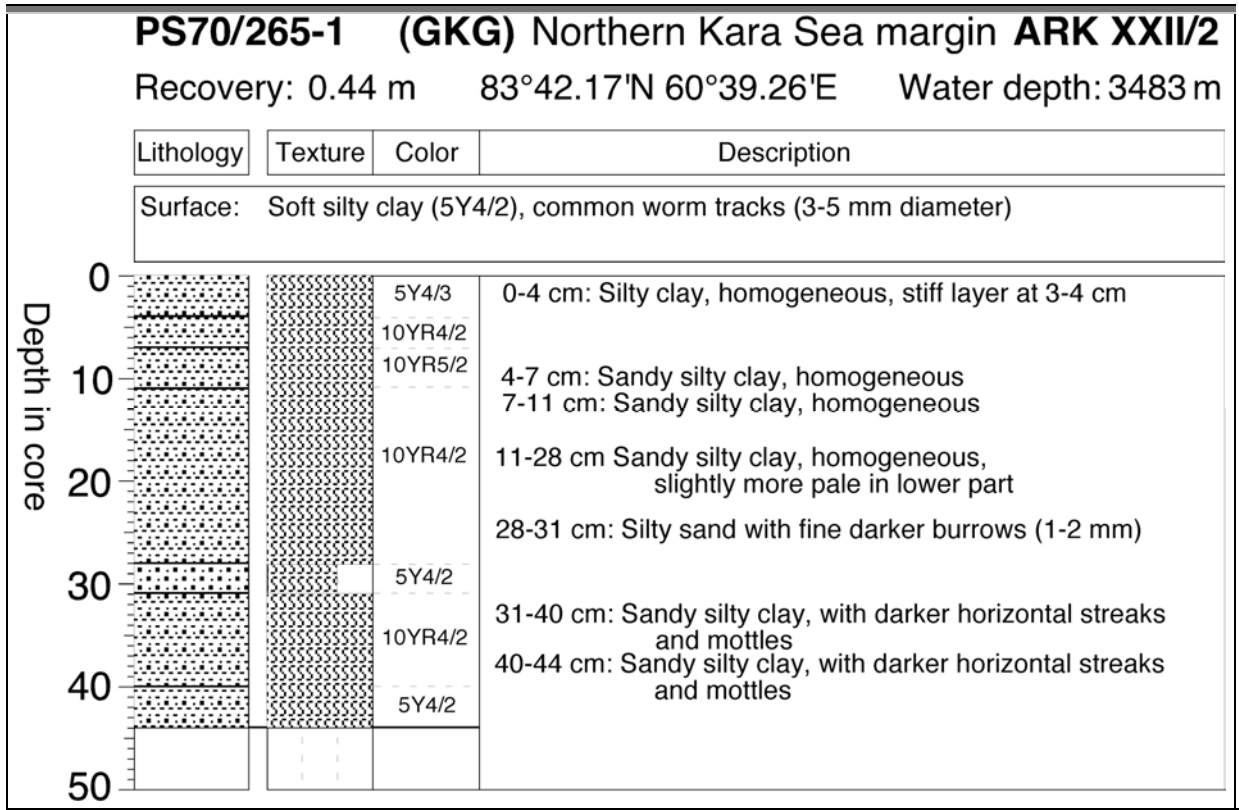 PS70/265-1 (GKG) Northern Kara Sea margin ARK XXII/2
Recovery: 0.44 m 83°42.17'N 60°39.26'E Water depth: 3483 m
Lithology Texture Color Description
Surface: Soft silty clay (5Y4/2), common worm tracks (3-5 mm diameter)
Depth in core
0
10
20
30
40
50
5Y4/3
10YR4/2
10YR5/2
10YR4/2
5Y4/2
10YR4/2
5Y4/2
0-4 cm: Silty clay, homogeneous, stiff layer at 3-4 cm
4-7 cm: Sandy silty clay, homogeneous
7-11 cm: Sandy silty clay, homogeneous
11-28 cm Sandy silty clay, homogeneous,
slightly more pale in lower part
28-31 cm: Silty sand with fine darker burrows (1-2 mm)
31-40 cm: Sandy silty clay, with darker horizontal streaks
and mottles
40-44 cm: Sandy silty clay, with darker horizontal streaks
and mottles